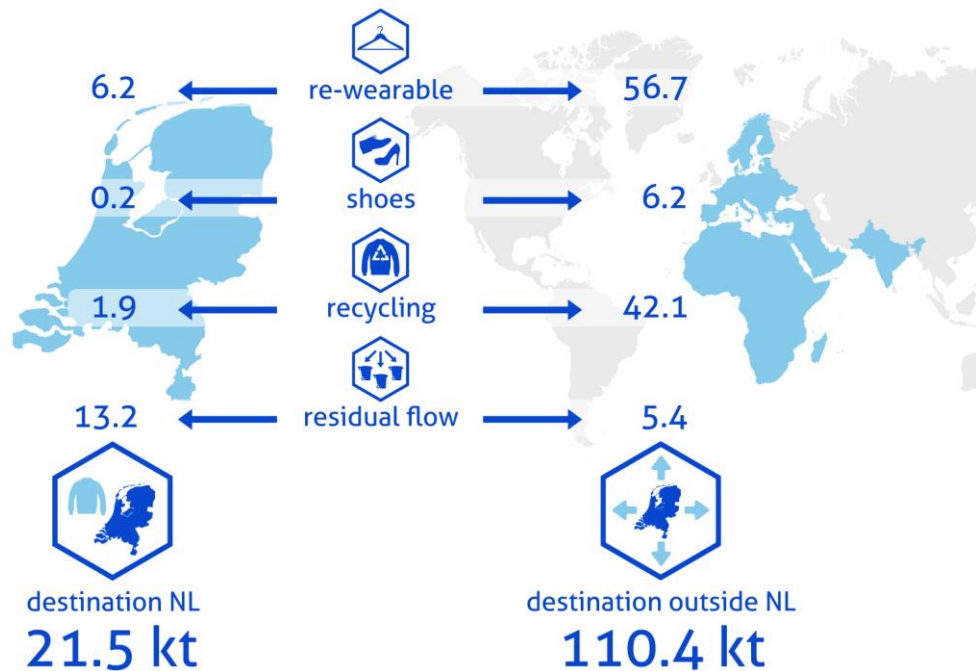 6.2 re-wearable 56.7
0.2 shoes 6.2
1.9 recycling 42.1
13.2 residual flow 5.4
destination NL
21.5 kt
destination outside NL
110.4 kt